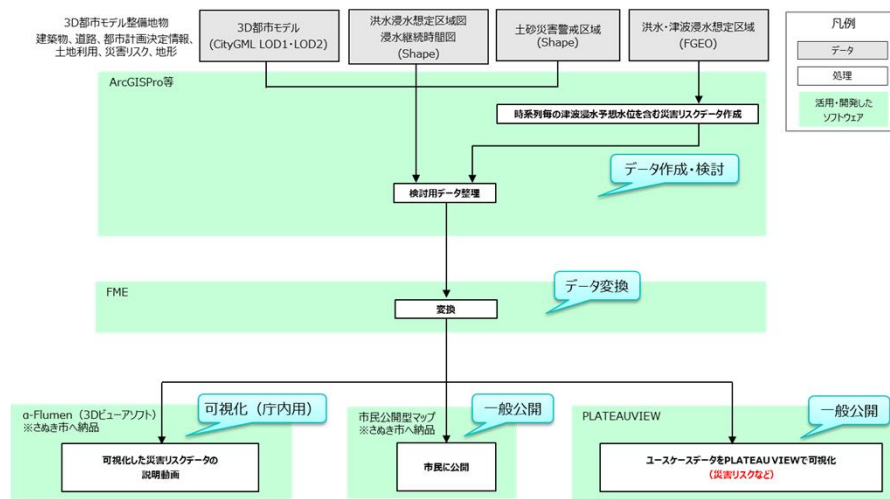 3D都市モデル整備地物
建築物、道路、都市計画決定情報、
土地利用、災害リスク、地形
3D都市モデル
(CityGML LOD1・LOD2)
洪水浸水想定区域図
浸水継続時間図
(Shape)
土砂災害警戒区域
(Shape)
洪水・津波浸水想定区域
(FGEO)
凡例
データ
処理
活用・開発した
ソフトウェア
ArcGISPro等
時系列毎の津波浸水予想水位を含む災害リスクデータ作成
データ作成・検討
検討用データ整理
FME
データ変換
変換
α-Flumen（3Dビューアソフト）
※さぬき市へ納品
可視化（庁内用）
可視化した災害リスクデータの
説明動画
市民公開型マップ
※さぬき市へ納品
一般公開
市民に公開
PLATEAUVIEW
一般公開
ユースケースデータをPLATEAU VIEWで可視化
（災害リスクなど）